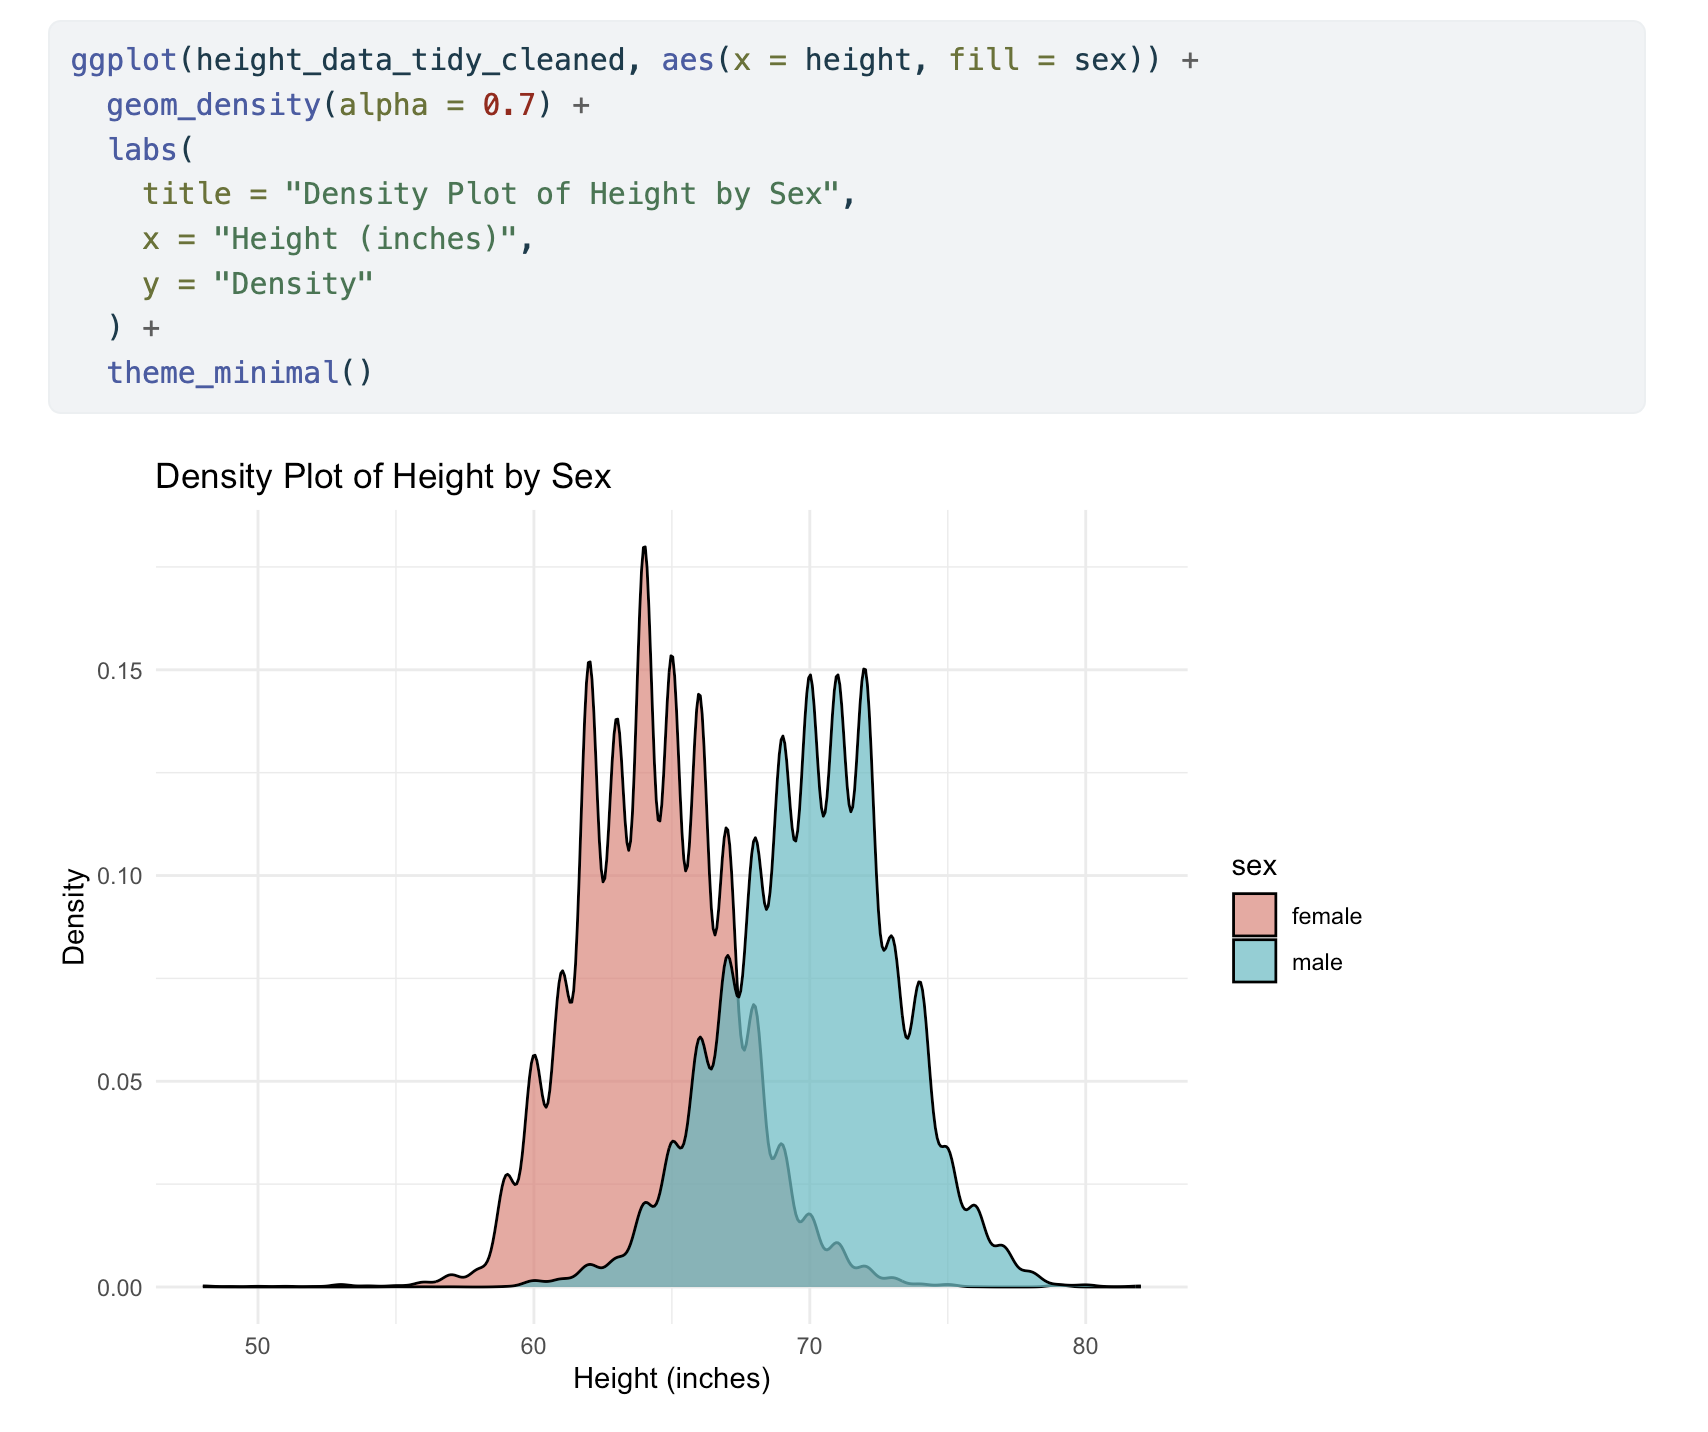 ggplot(height_data_tidy_cleaned, aes(x = height, fill = sex)) +
  geom_density(alpha = 0.7) +
  labs(
    title = "Density Plot of Height by Sex",
    x = "Height (inches)",
    y = "Density"
  ) +
  theme_minimal()
Density Plot of Height by Sex
0.15
0.10
0.05
0.00
Density
50 60 70 80
Height (inches)
sex
female
male